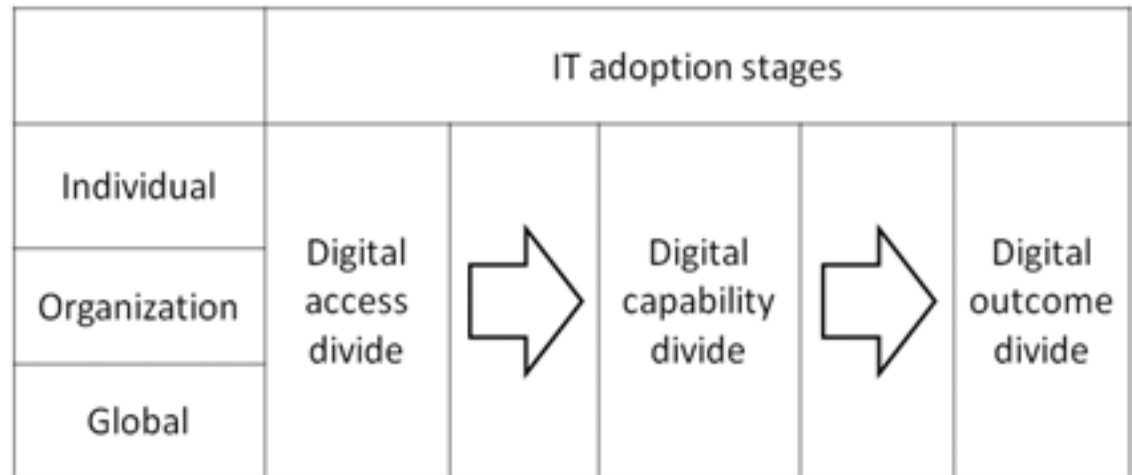 IT adoption stages
Individual
Organization
Global
Digital
access
divide
Digital
capability
divide
Digital
outcome
divide